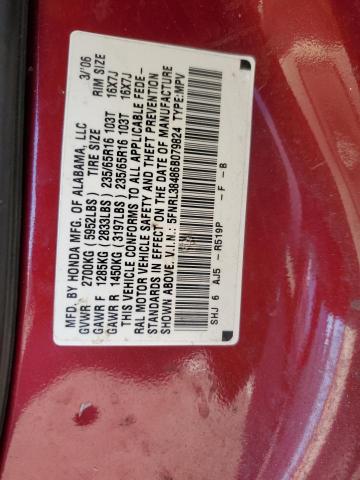 MFD. BY HONDA MFG. OF ALABAMA, LLC 3/06
GVWR 2700KG (5952LBS) TIRE SIZE RIM SIZE
GAWR F 1285KG (2833LBS) 235/65R16 103T 16X7J
GAWR R 1450KG (3197LBS) 235/65R16 103T 16X7J
THIS VEHICLE CONFORMS TO ALL APPLICABLE FEDE-
RAL MOTOR VEHICLE SAFETY AND THEFT PREVENTION
STANDARDS IN EFFECT ON THE DATE OF MANUFACTURE
SHOWN ABOVE. V.I.N.: 5FNRL38486B079824 TYPE:MPV
SHJ 6 AJ5 - R519P - F - B